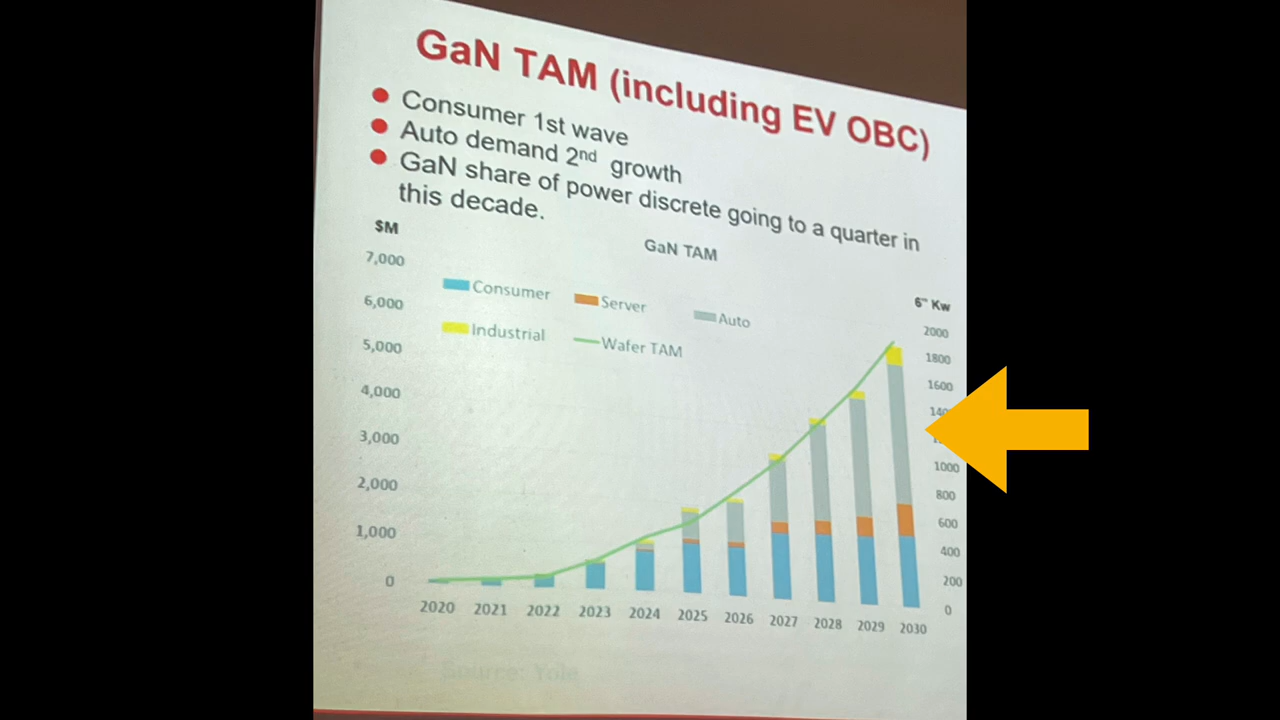 GaN TAM (including EV OBC)
Consumer 1st wave
Auto demand 2nd growth
GaN share of power discrete going to a quarter in
this decade.
GaN TAM
$M
6" Kw
7,000
6,000
5,000
4,000
3,000
2,000
1,000
0
Consumer
Server
Auto
Industrial
Wafer TAM
2000
1800
1600
1000
800
600
400
200
0
2020 2021 2022 2023 2024 2025 2026 2027 2028 2029 2030
Source: Yole